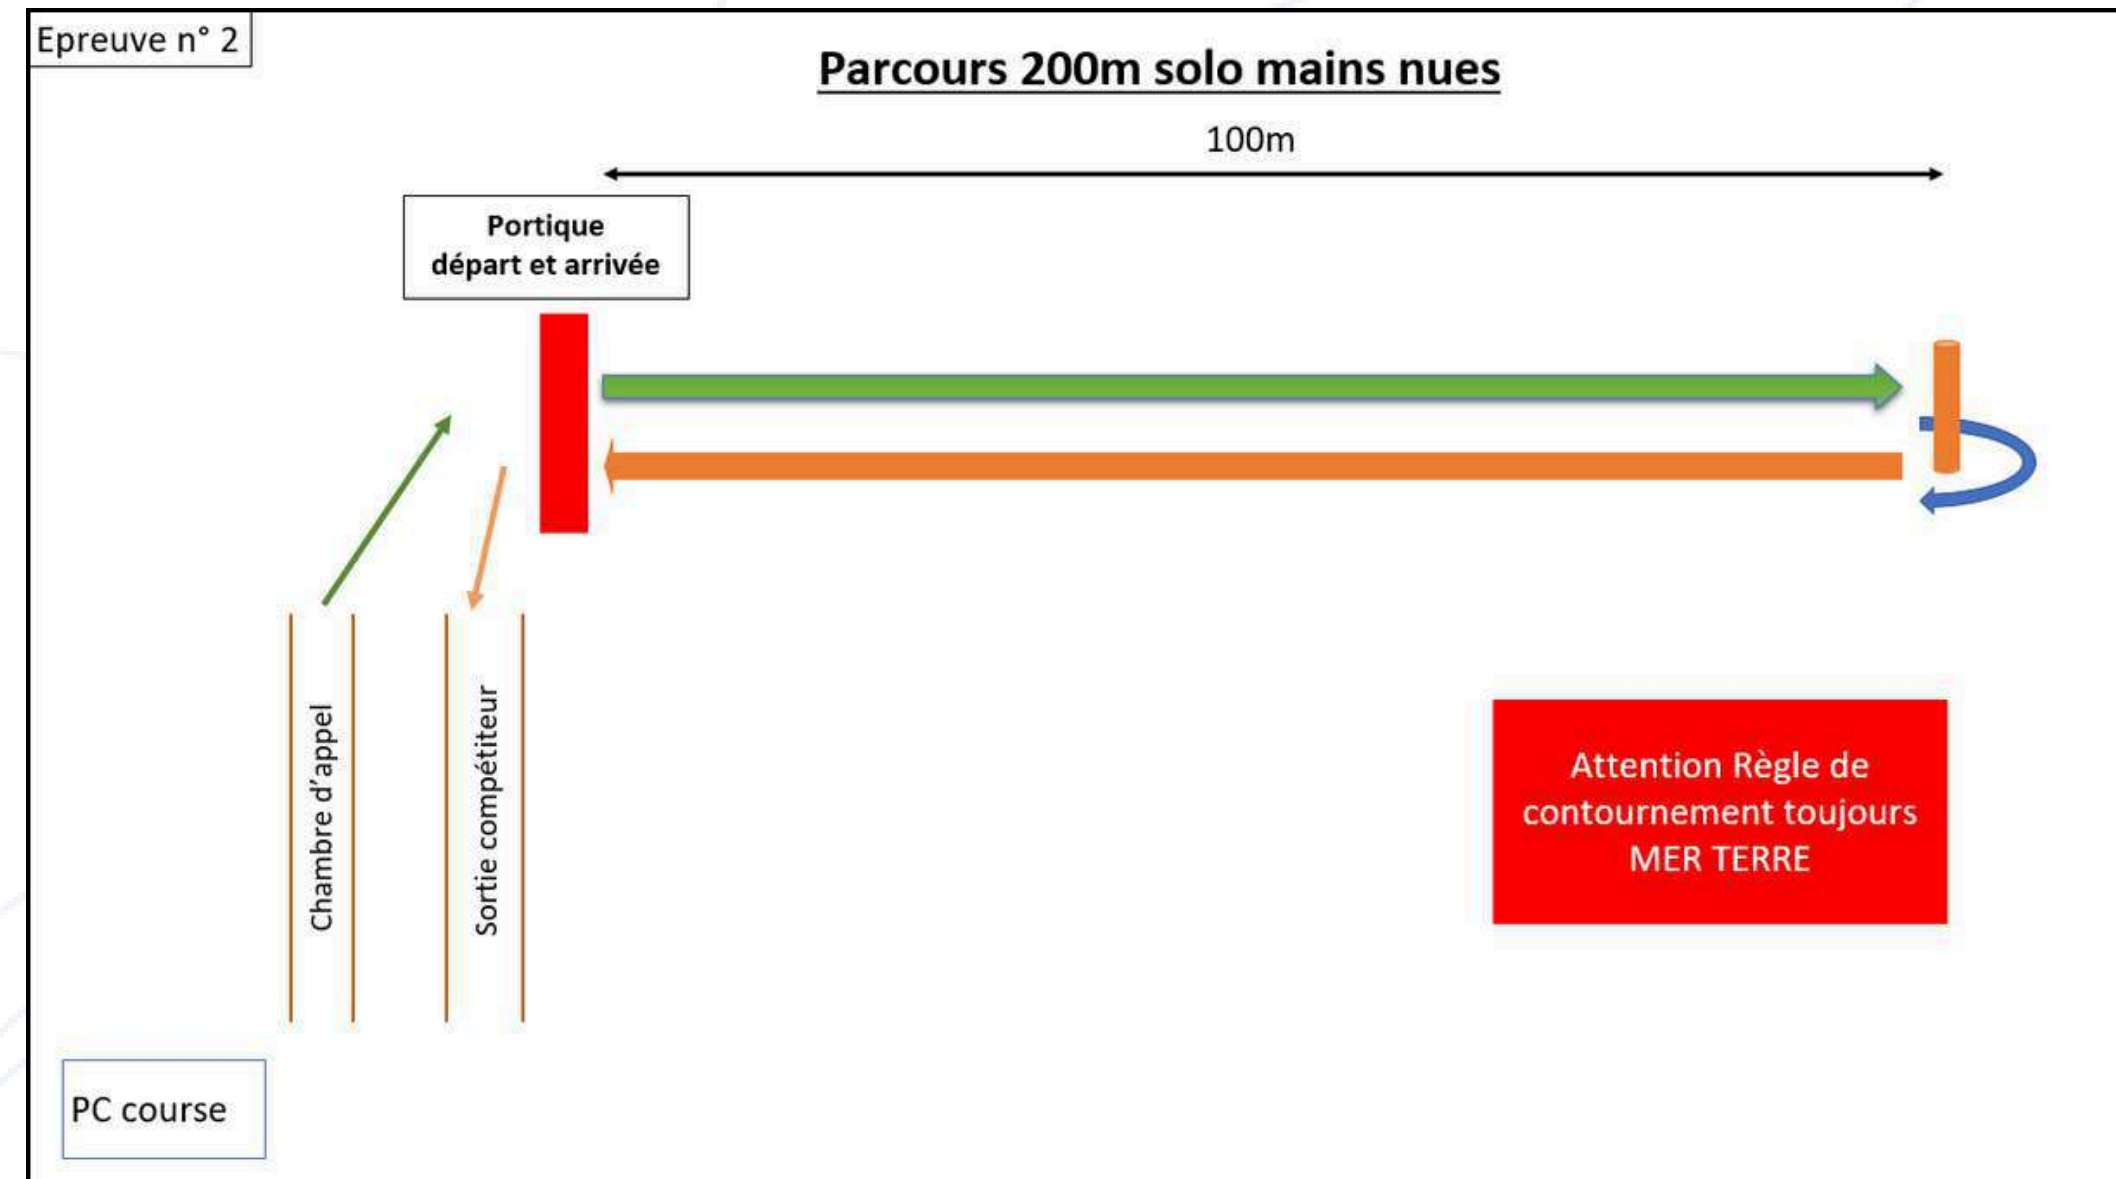 Epreuve n° 2
Parcours 200m solo mains nues
100m
Portique
départ et arrivée
Chambre d’appel
Sortie compétiteur
Attention Règle de
contournement toujours
MER TERRE
PC course